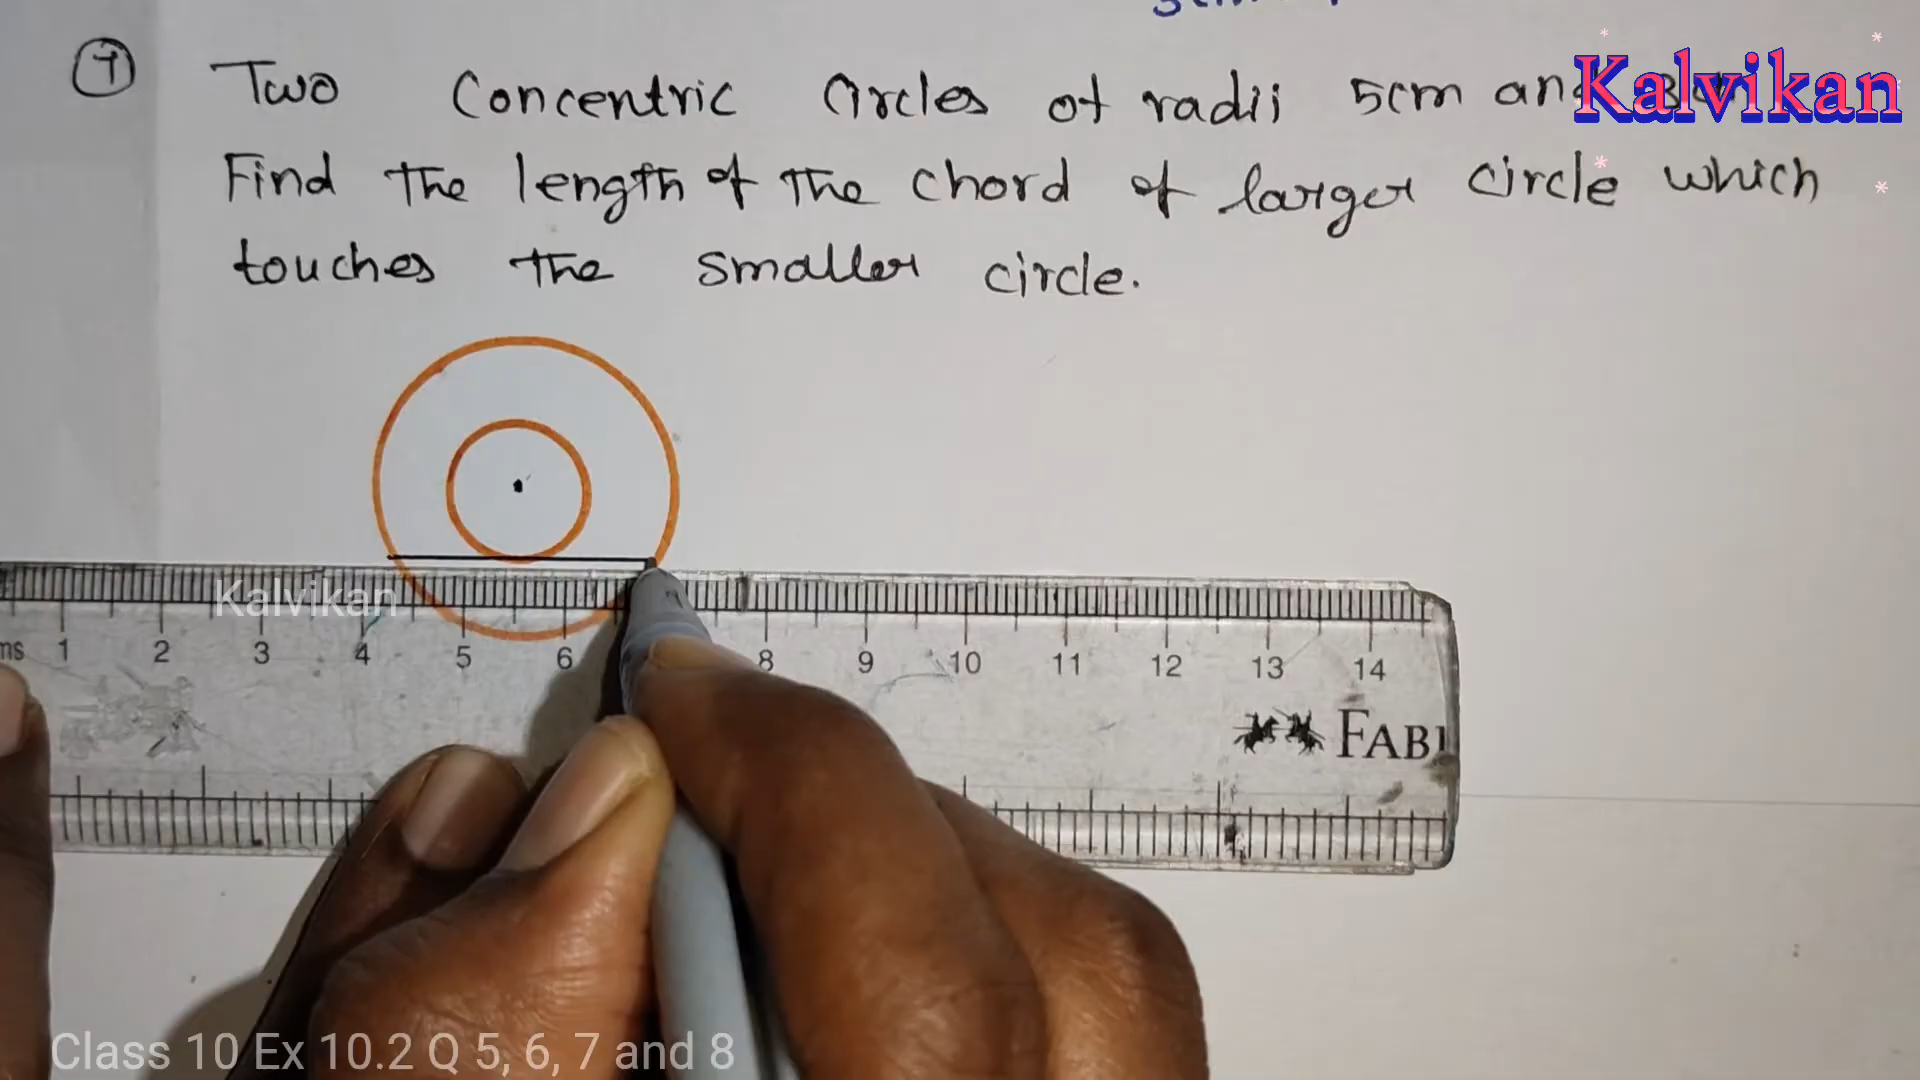 7 Two Concentric Circles of radii 5cm and
Kalvikan
Find the length of the chord of larger circle which
touches the smaller circle.
Kalvikan
1 2 3 4 5 6 8 9 10 11 12 13 14
FABI
Class 10 Ex 10.2 Q 5, 6, 7 and 8